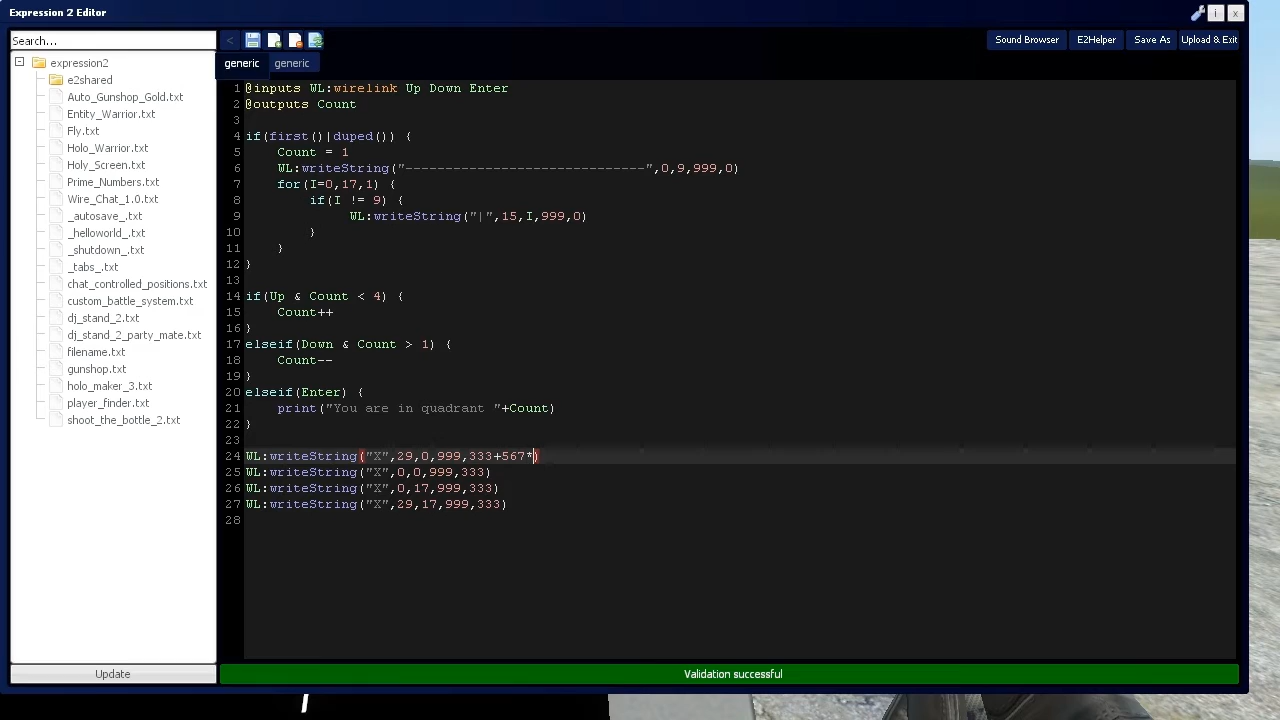 Expression 2 Editor
i
x
Search...
<
Sound Browser
E2Helper
Save As
Upload & Exit
expression2
e2shared
Auto_Gunshop_Gold.txt
Entity_Warrior.txt
Fly.txt
Holo_Warrior.txt
Holy_Screen.txt
Prime_Numbers.txt
Wire_Chat_1.0.txt
_autosave_.txt
_helloworld_.txt
_shutdown_.txt
_tabs_.txt
chat_controlled_positions.txt
custom_battle_system.txt
dj_stand_2.txt
dj_stand_2_party_mate.txt
filename.txt
gunshop.txt
holo_maker_3.txt
player_finder.txt
shoot_the_bottle_2.txt
Update
generic
generic
1 @inputs WL:wirelink Up Down Enter
2 @outputs Count
3
4 if(first()|duped()) {
5     Count = 1
6     WL:writeString("------------------------------",0,9,999,0)
7     for(I=0,17,1) {
8         if(I != 9) {
9             WL:writeString("|",15,I,999,0)
10         }
11     }
12 }
13
14 if(Up & Count < 4) {
15     Count++
16 }
17 elseif(Down & Count > 1) {
18     Count--
19 }
20 elseif(Enter) {
21     print("You are in quadrant "+Count)
22 }
23
24 WL:writeString("X",29,0,999,333+567*)
25 WL:writeString("X",0,0,999,333)
26 WL:writeString("X",0,17,999,333)
27 WL:writeString("X",29,17,999,333)
28
Validation successful